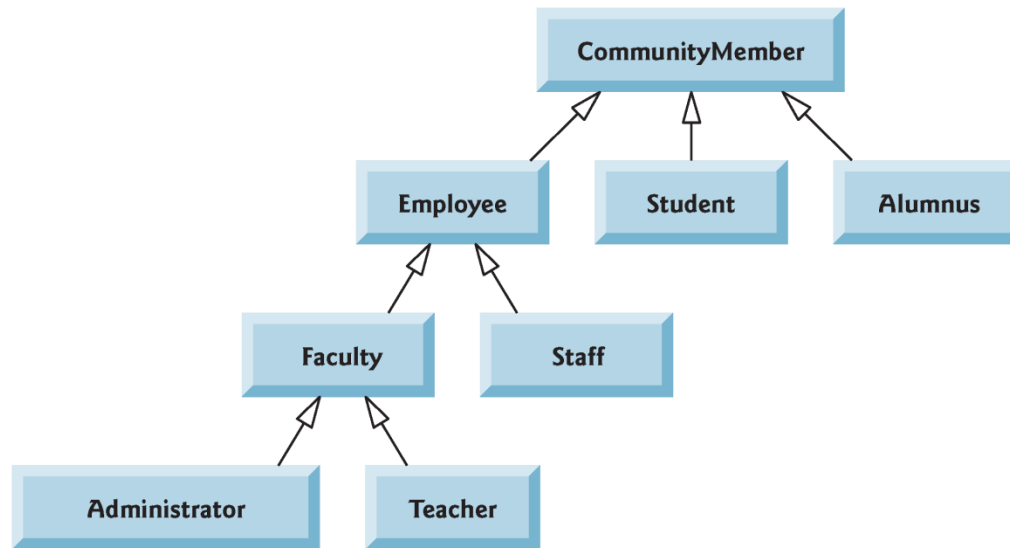 CommunityMember
Employee
Student
Alumnus
Faculty
Staff
Administrator
Teacher